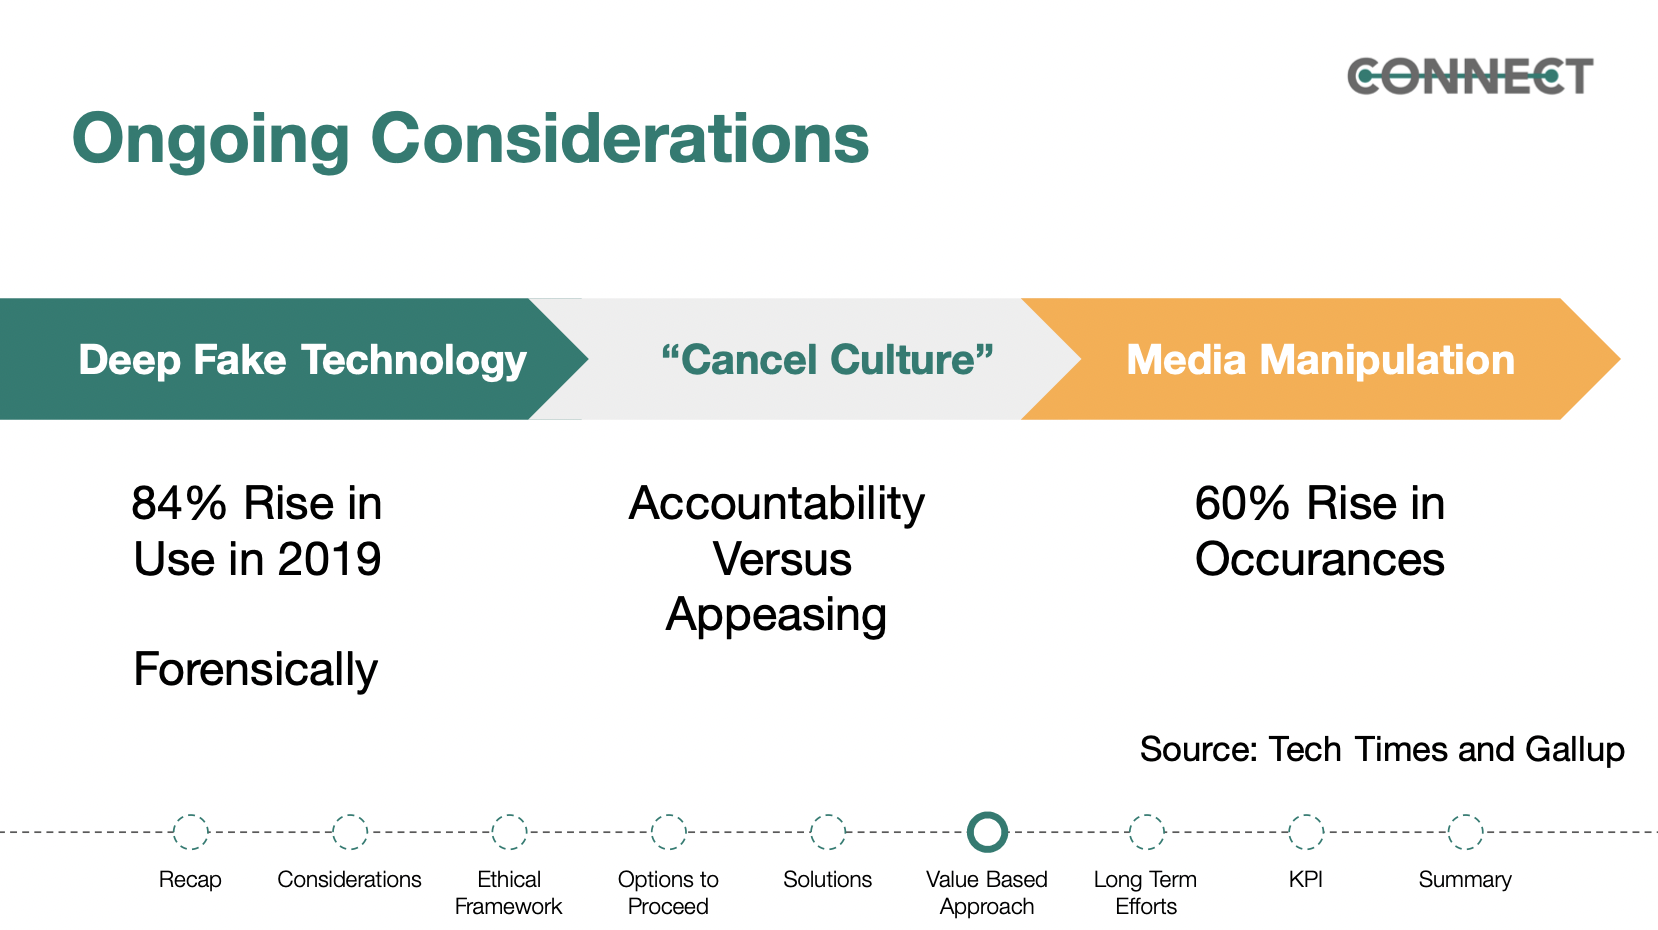 CONNECT
Ongoing Considerations
Deep Fake Technology
“Cancel Culture”
Media Manipulation
84% Rise in
Use in 2019
Forensically
Accountability
Versus
Appeasing
60% Rise in
Occurances
Source: Tech Times and Gallup
Recap
Considerations
Ethical
Framework
Options to
Proceed
Solutions
Value Based
Approach
Long Term
Efforts
KPI
Summary